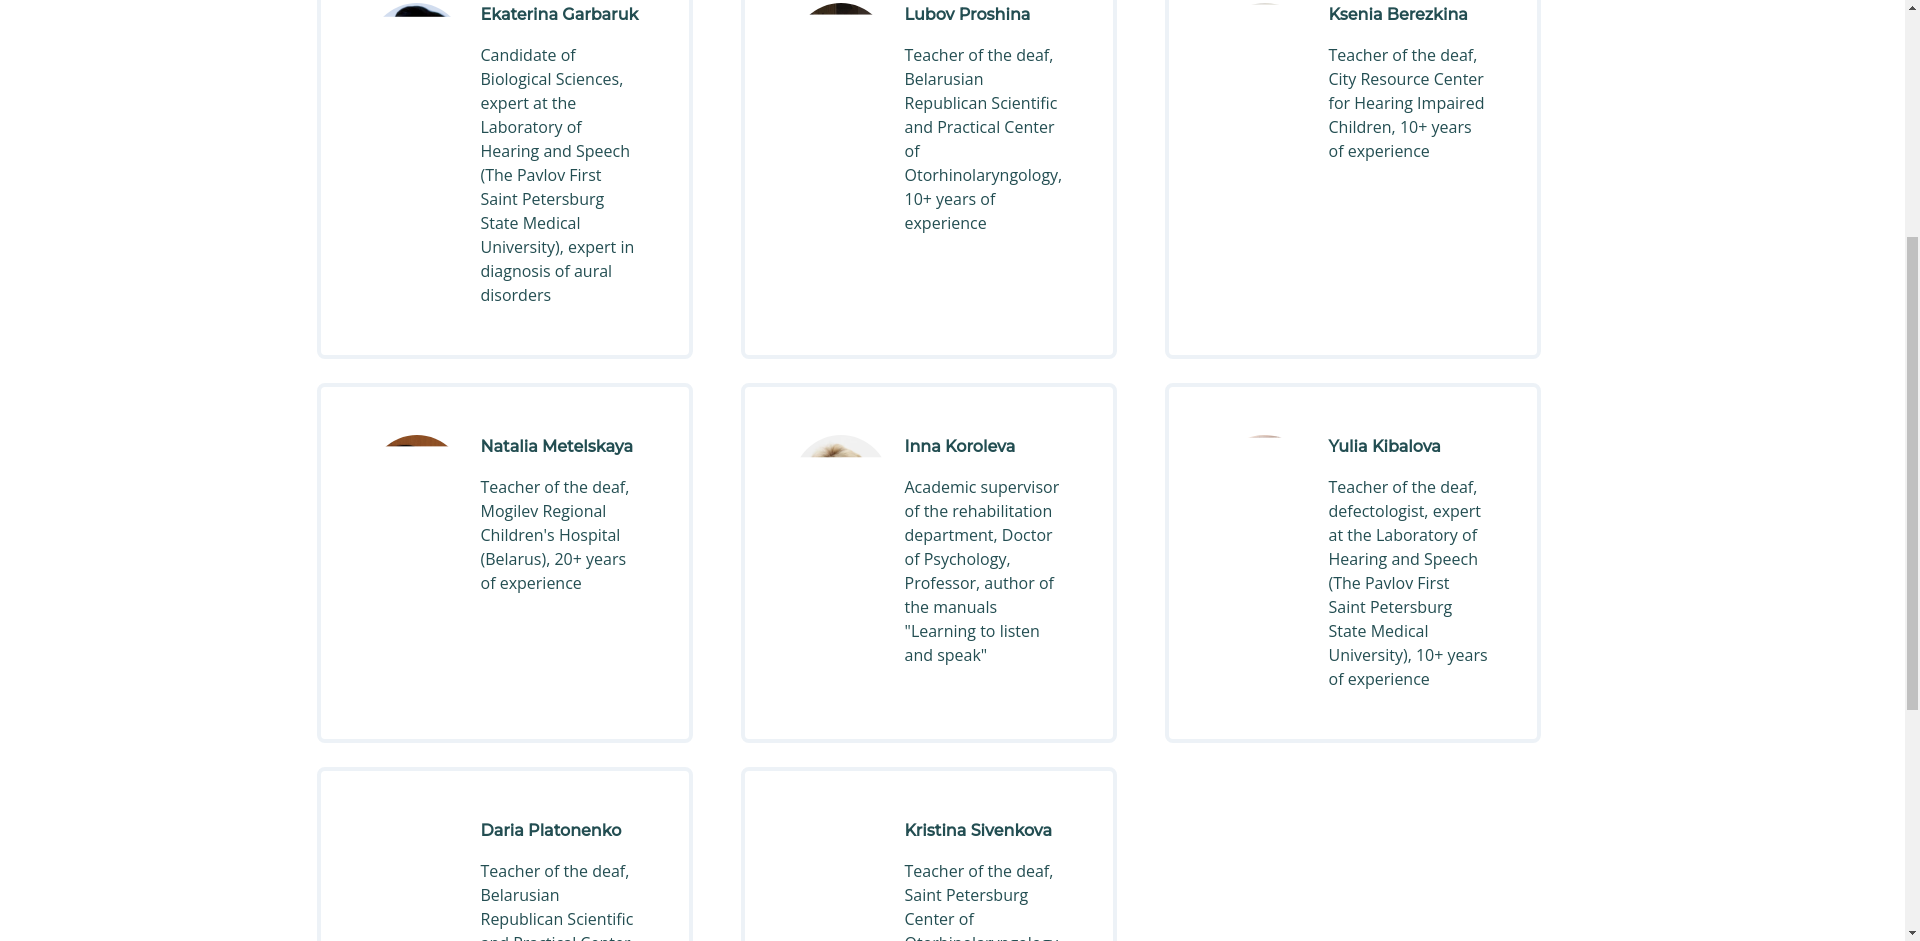 Ekaterina Garbaruk
Candidate of
Biological Sciences,
expert at the
Laboratory of
Hearing and Speech
(The Pavlov First
Saint Petersburg
State Medical
University), expert in
diagnosis of aural
disorders
Lubov Proshina
Teacher of the deaf,
Belarusian
Republican Scientific
and Practical Center
of
Otorhinolaryngology,
10+ years of
experience
Ksenia Berezkina
Teacher of the deaf,
City Resource Center
for Hearing Impaired
Children, 10+ years
of experience
Natalia Metelskaya
Teacher of the deaf,
Mogilev Regional
Children's Hospital
(Belarus), 20+ years
of experience
Inna Koroleva
Academic supervisor
of the rehabilitation
department, Doctor
of Psychology,
Professor, author of
the manuals
"Learning to listen
and speak"
Yulia Kibalova
Teacher of the deaf,
defectologist, expert
at the Laboratory of
Hearing and Speech
(The Pavlov First
Saint Petersburg
State Medical
University), 10+ years
of experience
Daria Platonenko
Teacher of the deaf,
Belarusian
Republican Scientific
and Practical Center
Kristina Sivenkova
Teacher of the deaf,
Saint Petersburg
Center of
Otorhinolaryngology